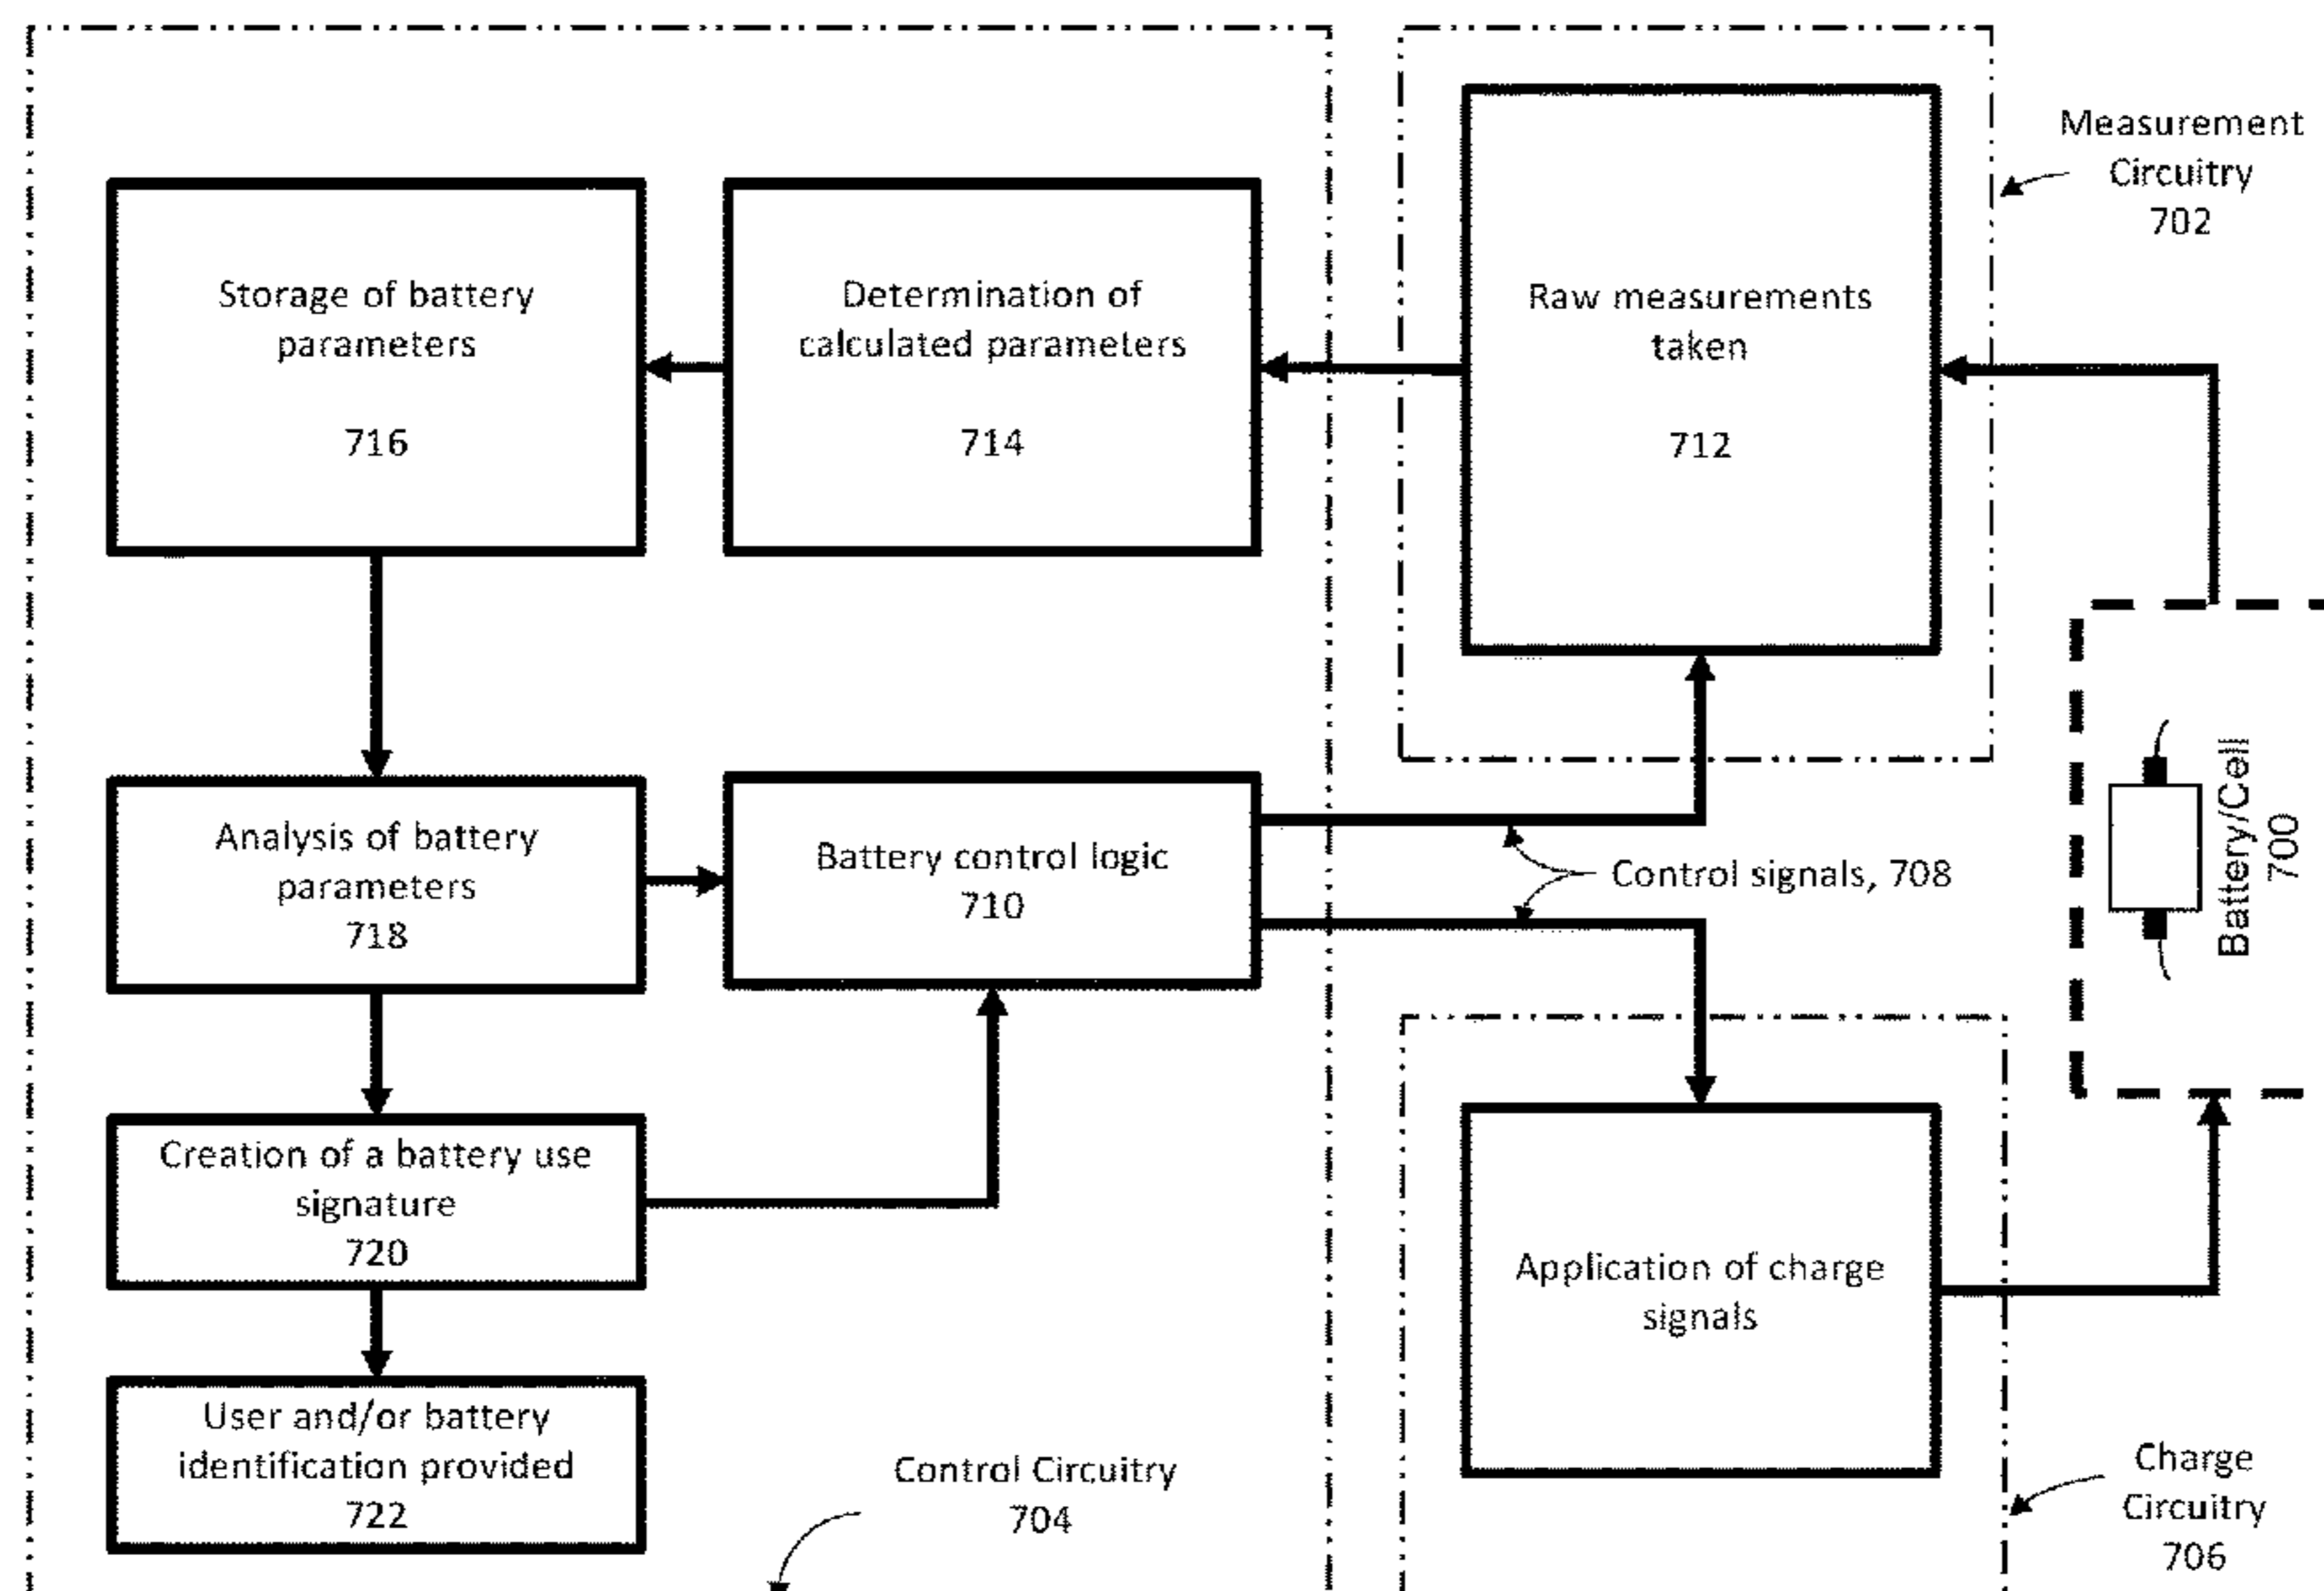 Measurement
Circuitry
702
Storage of battery
parameters
716
Determination of
calculated parameters
714
Raw measurements
taken
712
Analysis of battery
parameters
718
Battery control logic
710
Control signals, 708
Battery/Cell
700
Creation of a battery use
signature
720
Application of charge
signals
User and/or battery
identification provided
722
Control Circuitry
704
Charge
Circuitry
706